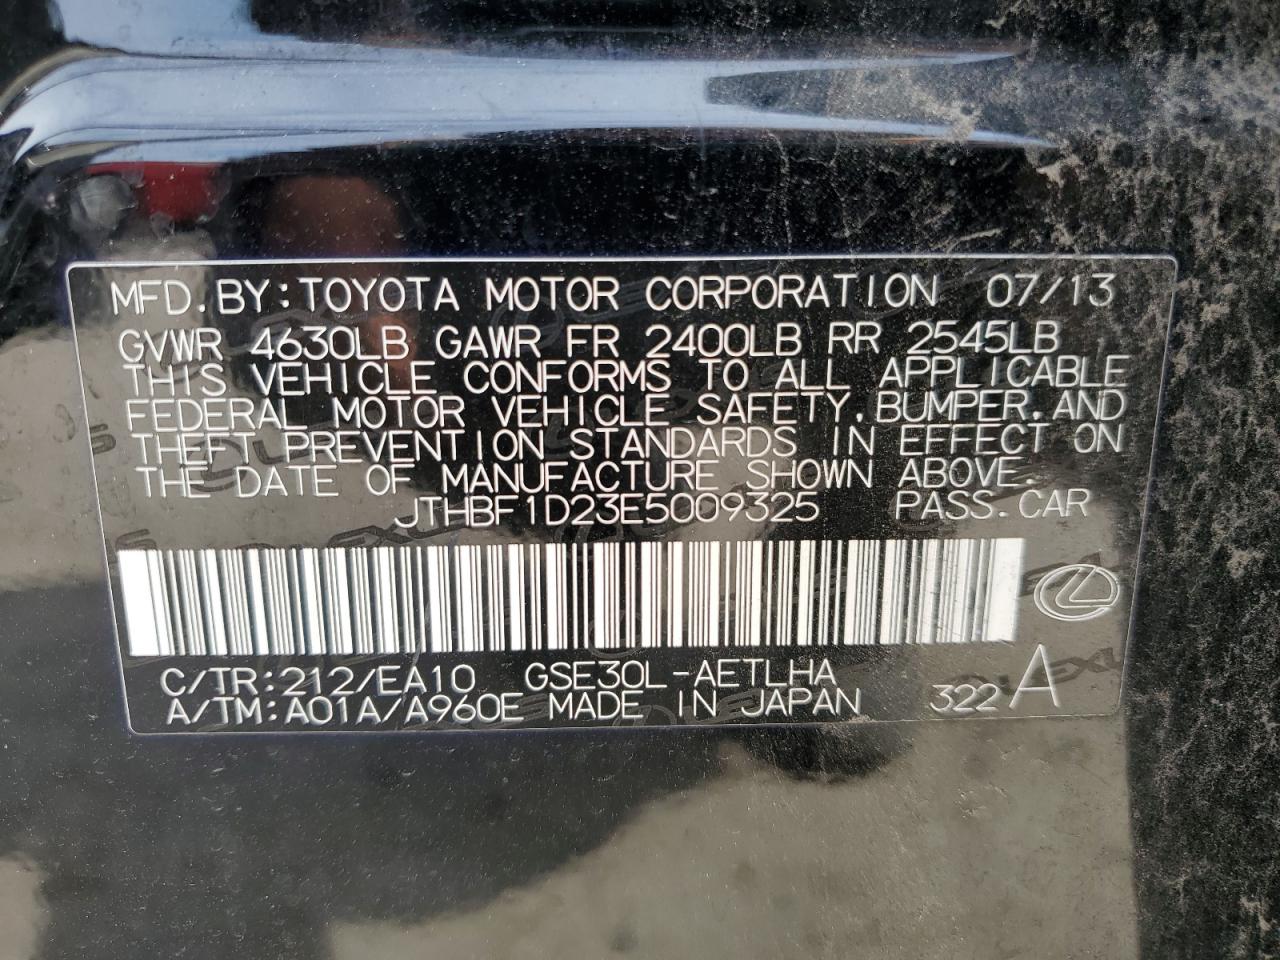 MFD.BY:TOYOTA MOTOR CORPORATION 07/13
GVWR 4630LB GAWR FR 2400LB RR 2545LB
THIS VEHICLE CONFORMS TO ALL APPLICABLE
FEDERAL MOTOR VEHICLE SAFETY,BUMPER,AND
THEFT PREVENTION STANDARDS IN EFFECT ON
THE DATE OF MANUFACTURE SHOWN ABOVE.
JTHBF1D23E5009325 PASS.CAR
C/TR:212/EA10 GSE30L-AETLHA
A/TM:A01A/A960E MADE IN JAPAN 322 A